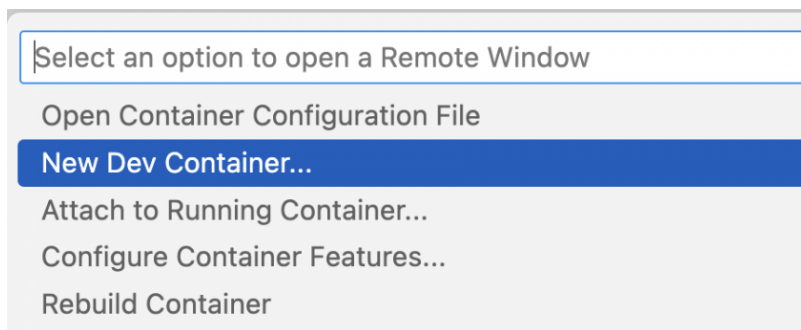 Select an option to open a Remote Window
Open Container Configuration File
New Dev Container...
Attach to Running Container...
Configure Container Features...
Rebuild Container